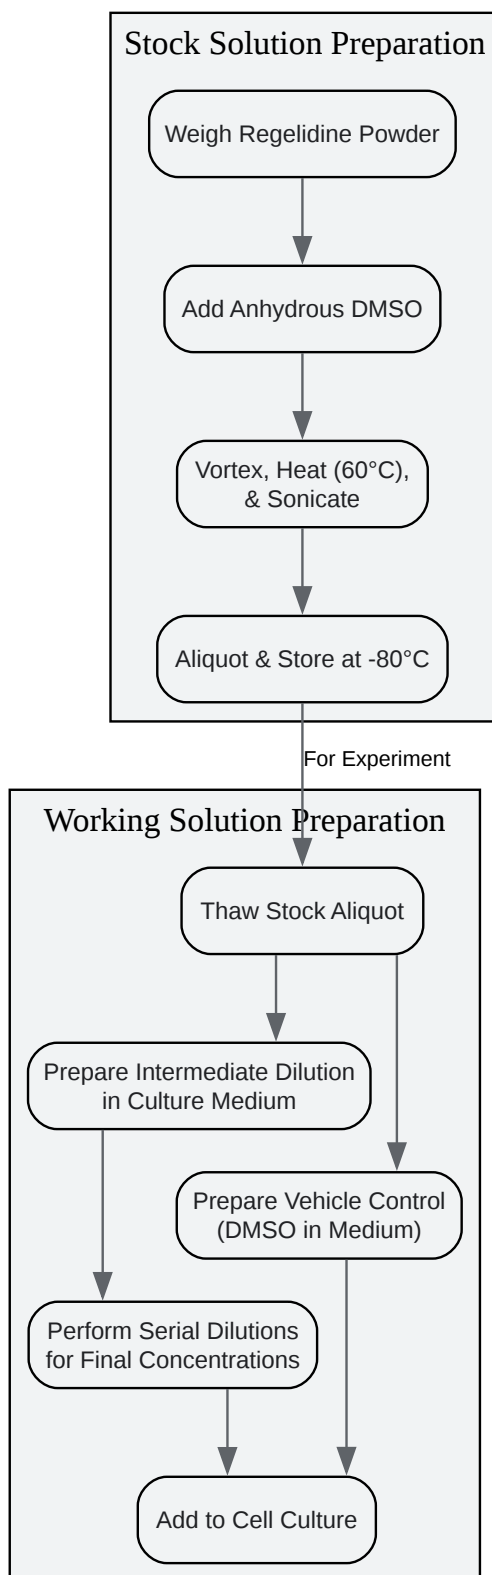 Stock Solution Preparation
Weigh Regelidine Powder
Add Anhydrous DMSO
Vortex, Heat (60°C),
& Sonicate
Aliquot & Store at -80°C
For Experiment
Working Solution Preparation
Thaw Stock Aliquot
Prepare Intermediate Dilution
in Culture Medium
Prepare Vehicle Control
(DMSO in Medium)
Perform Serial Dilutions
for Final Concentrations
Add to Cell Culture